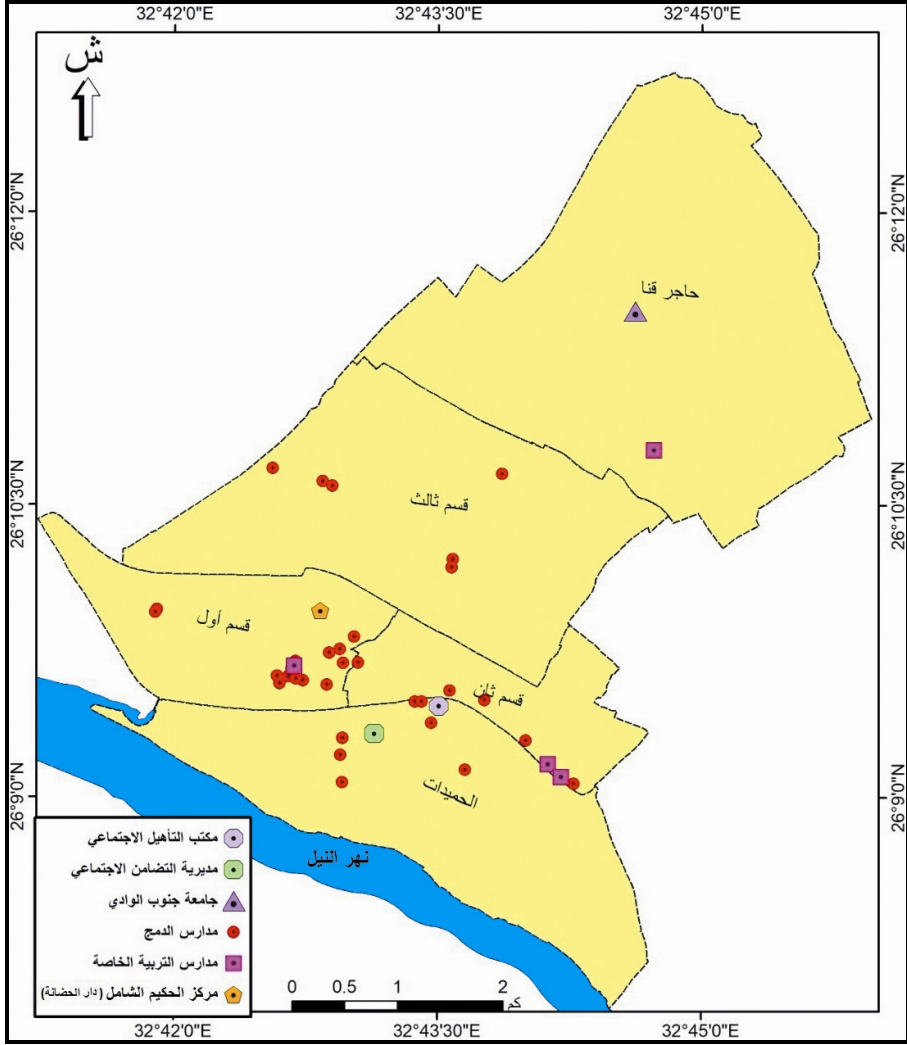 32°42'0"E 32°43'30"E 32°45'0"E
ش
26°12'0"N 26°12'0"N
حاجر قنا
26°10'30"N 26°10'30"N
قسم ثالث
قسم أول
قسم ثان
الحميدات
26°9'0"N 26°9'0"N
نهر النيل
مكتب التأهيل الاجتماعي
مديرية التضامن الاجتماعي
جامعة جنوب الوادي
مدارس الدمج
مدارس التربية الخاصة
مركز الحكيم الشامل (دار الحضانة)
0 0.5 1 2
كم
32°42'0"E 32°43'30"E 32°45'0"E